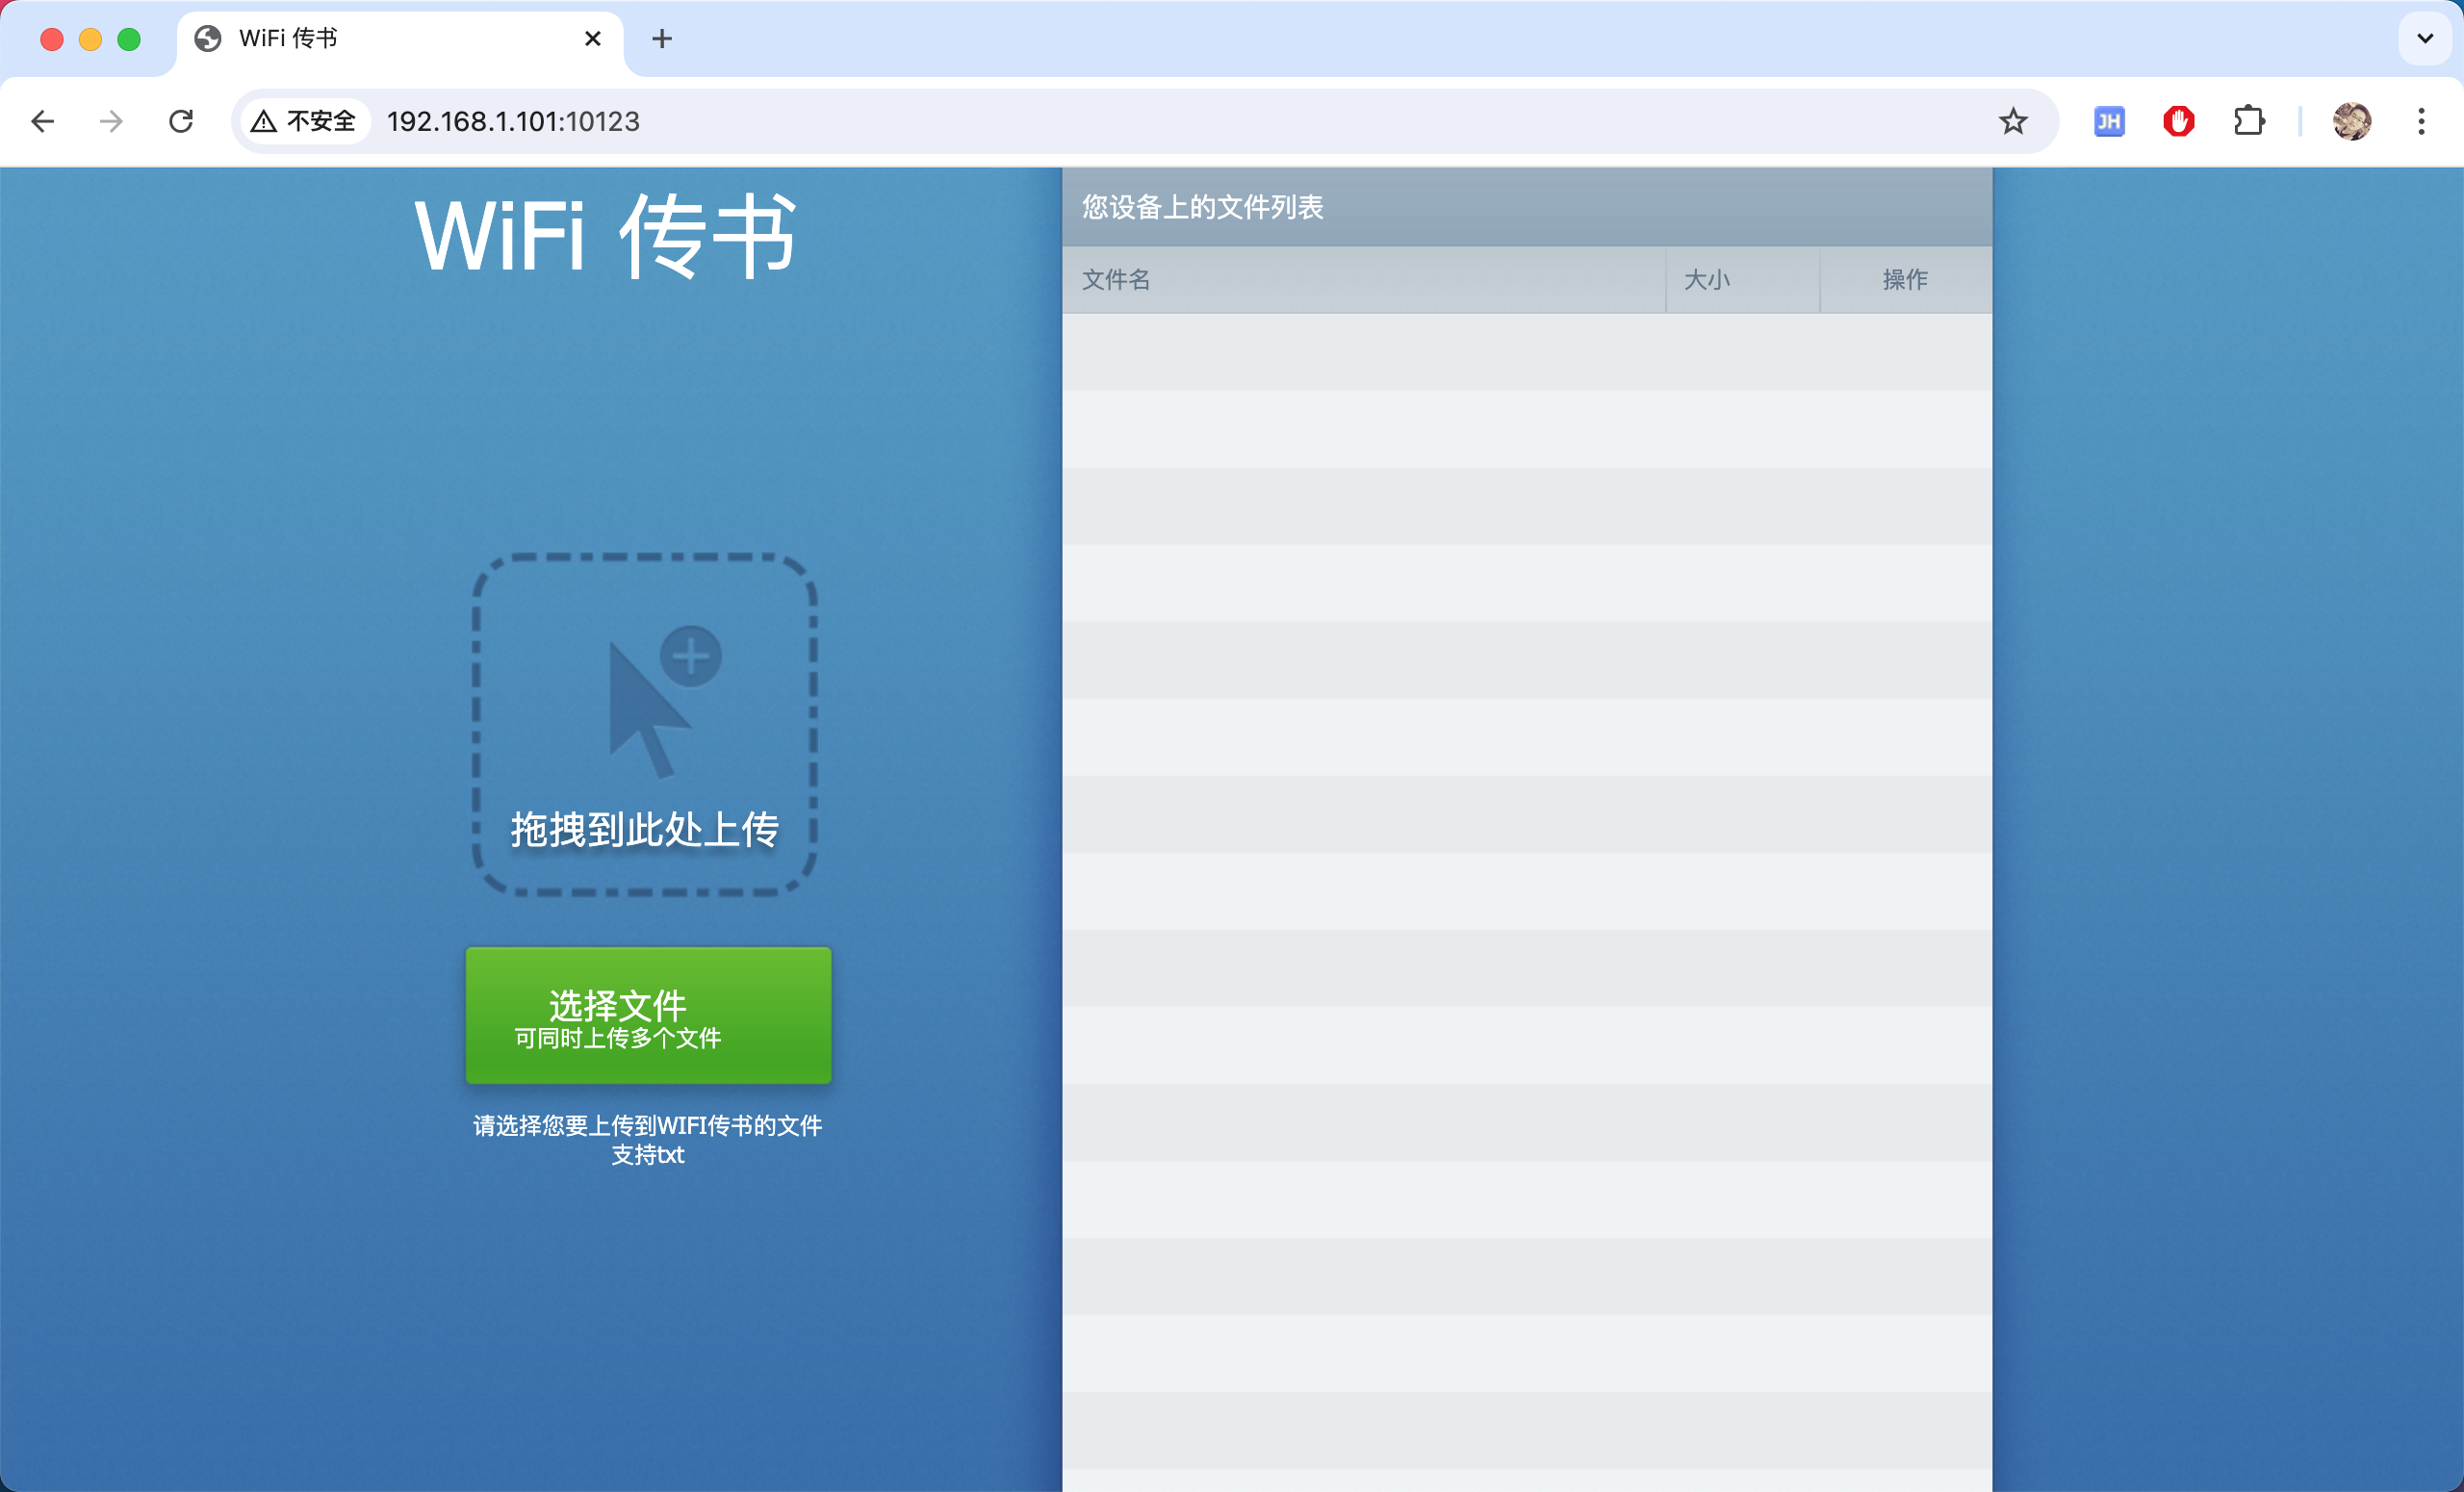 WiFi 传书
不安全 192.168.1.101:10123
JH
WiFi 传书
拖拽到此处上传
选择文件
可同时上传多个文件
请选择您要上传到WIFI传书的文件
支持txt
您设备上的文件列表
文件名 大小 操作